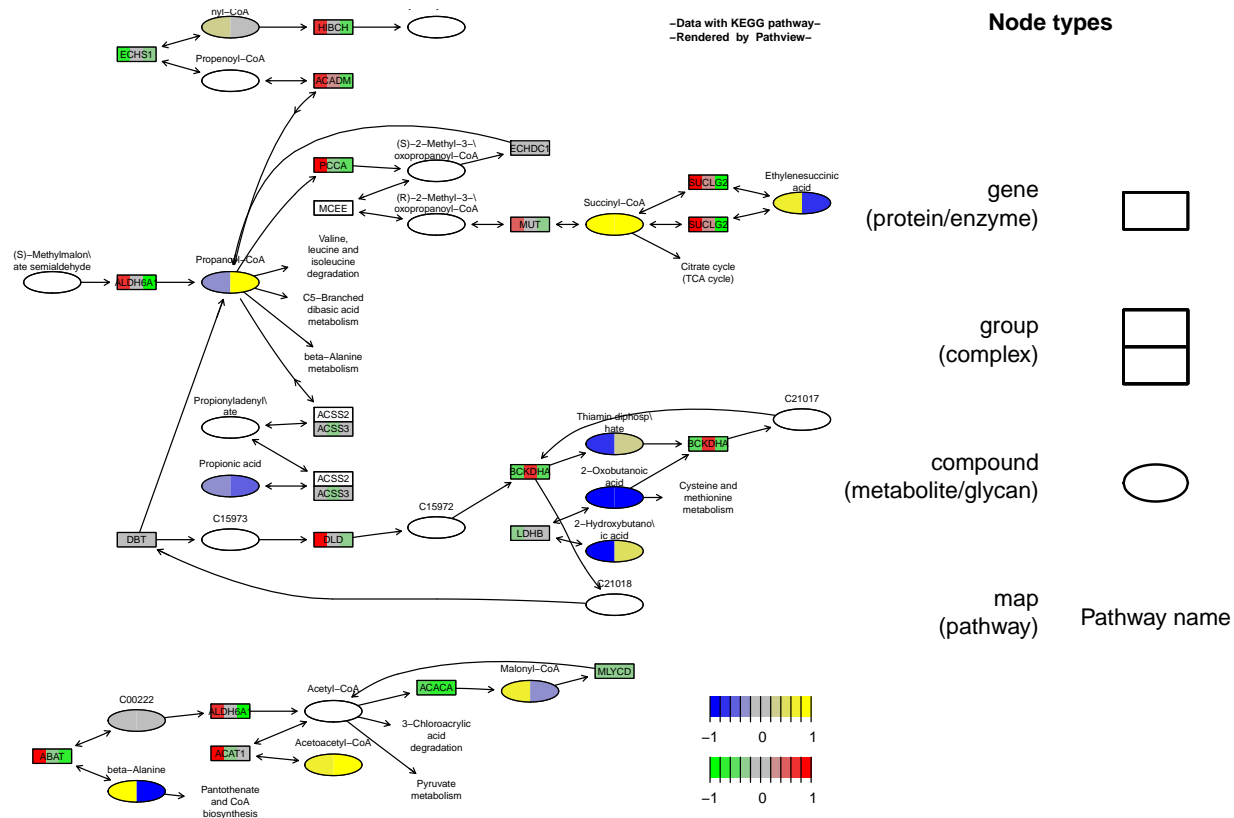 nyl−CoA
HIBCH
−Data with KEGG pathway−
−Rendered by Pathview−
Node types
ECHS1
Propenoyl−CoA
ACADM
(S)−2−Methyl−3−\
oxopropanoyl−CoA
ECHDC1
PCCA
MCEE
(R)−2−Methyl−3−\
oxopropanoyl−CoA
MUT
Succinyl−CoA
SUCLG2
SUCLG2
Ethylenesuccinic
acid
Citrate cycle
(TCA cycle)
gene
(protein/enzyme)
(S)−Methylmalon\
ate semialdehyde
ALDH6A1
Propanoyl−CoA
Valine,
leucine and
isoleucine
degradation
C5−Branched
dibasic acid
metabolism
beta−Alanine
metabolism
group
(complex)
Propionyladenyl\
ate
ACSS2
ACSS3
Propionic acid
ACSS2
ACSS3
C21017
Thiamin diphosp\
hate
BCKDHA
BCKDHA
2−Oxobutanoic
acid
Cysteine and
methionine
metabolism
compound
(metabolite/glycan)
DBT
C15973
DLD
C15972
LDHB
2−Hydroxybutano\
ic acid
C21018
map
(pathway)
Pathway name
C00222
ALDH6A1
Acetyl−CoA
ACACA
Malonyl−CoA
MLYCD
3−Chloroacrylic
acid
degradation
ABAT
ACAT1
Acetoacetyl−CoA
beta−Alanine
Pantothenate
and CoA
biosynthesis
Pyruvate
metabolism
−1 0 1
−1 0 1